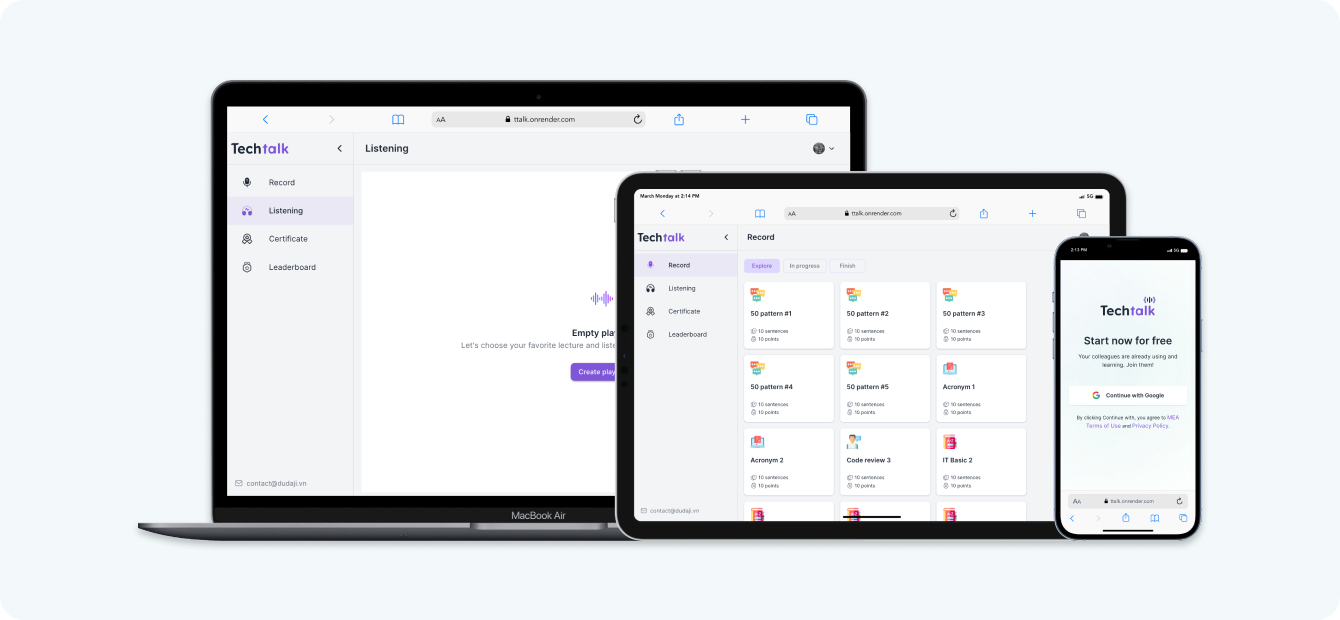 AA
ttalk.onrender.com
Techtalk
Listening
Record
Listening
Certificate
Leaderboard
Empty play
Let's choose your favorite lecture and liste
Create play
contact@dudaji.vn
MacBook Air
March Monday at 2:14 PM
5G
AA
ttalk.onrender.com
Techtalk
Record
Record
Listening
Certificate
Leaderboard
Explore
In progress
Finish
50 pattern #1
10 sentences
10 points
50 pattern #2
10 sentences
10 points
50 pattern #3
10 sentences
10 points
50 pattern #4
10 sentences
10 points
50 pattern #5
10 sentences
10 points
Acronym 1
10 sentences
10 points
Acronym 2
10 sentences
10 points
Code review 3
10 sentences
10 points
IT Basic 2
10 sentences
10 points
contact@dudaji.vn
2:13 PM
5G
Techtalk
Start now for free
Your colleagues are already using and
learning. Join them!
Continue with Google
By clicking Continue with, you agree to MEA
Terms of Use and Privacy Policy.
AA
ttalk.onrender.com